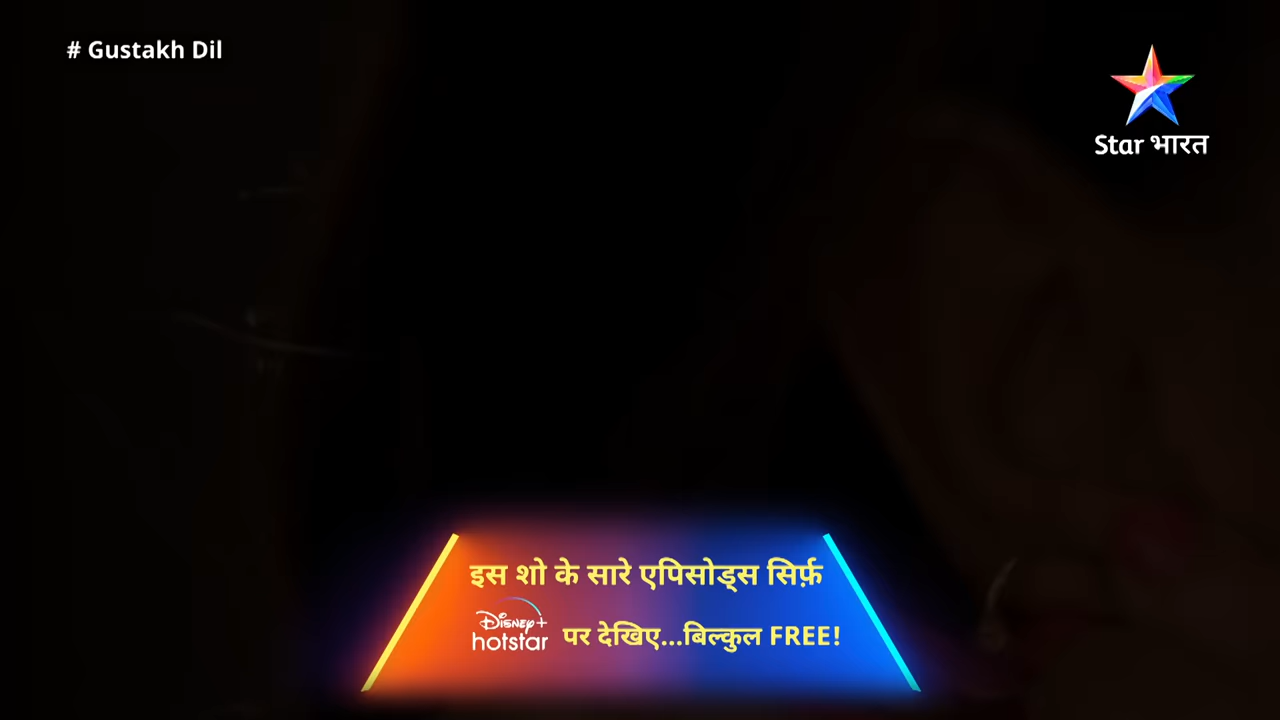 # Gustakh Dil
Star भारत
इस शो के सारे एपिसोड्स सिर्फ़
Disney+ hotstar पर देखिए...बिल्कुल FREE!